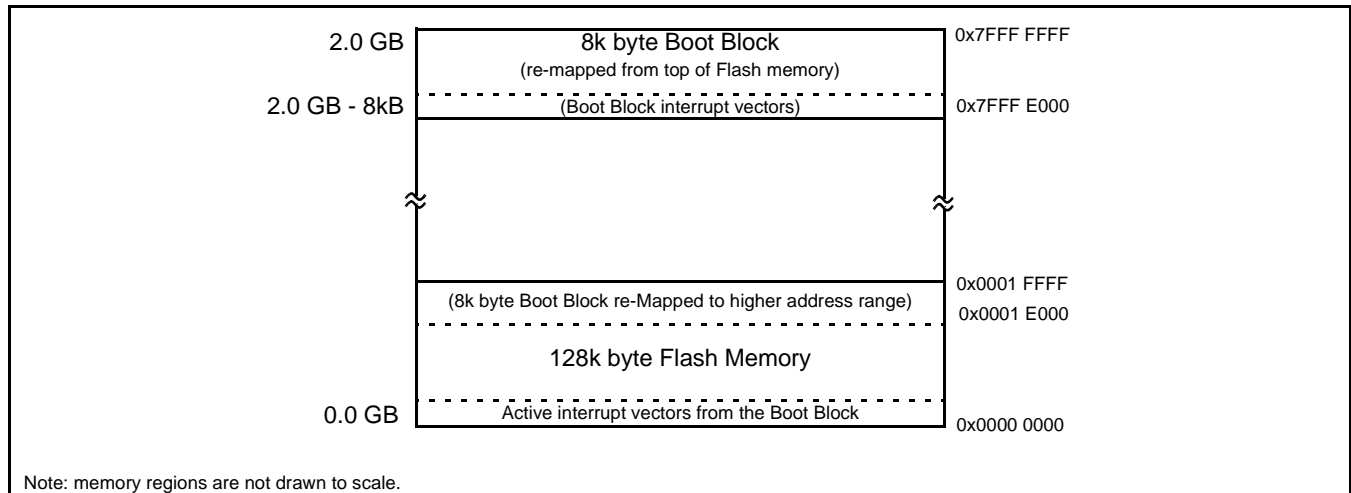 2.0 GB
8k byte Boot Block
0x7FFF FFFF
(re-mapped from top of Flash memory)
2.0 GB - 8kB
(Boot Block interrupt vectors)
0x7FFF E000
0x0001 FFFF
(8k byte Boot Block re-Mapped to higher address range)
0x0001 E000
128k byte Flash Memory
0.0 GB
Active interrupt vectors from the Boot Block
0x0000 0000
Note: memory regions are not drawn to scale.